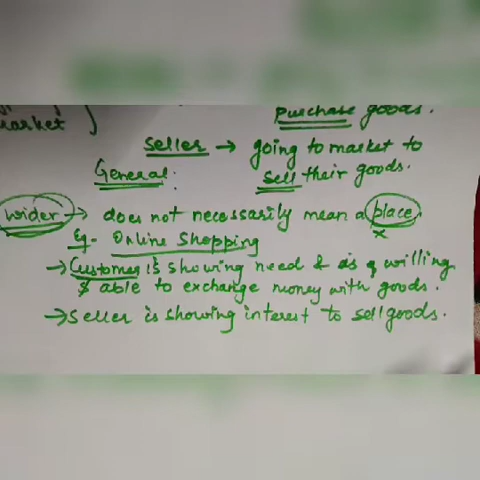 Purchase goods.
market
Seller → going to market to
General: sell their goods.
wider → does not necessarily mean a place.
Eg- Online Shopping x
→ Customer is showing need & is willing
& able to exchange money with goods.
→ Seller is showing interest to sell goods.